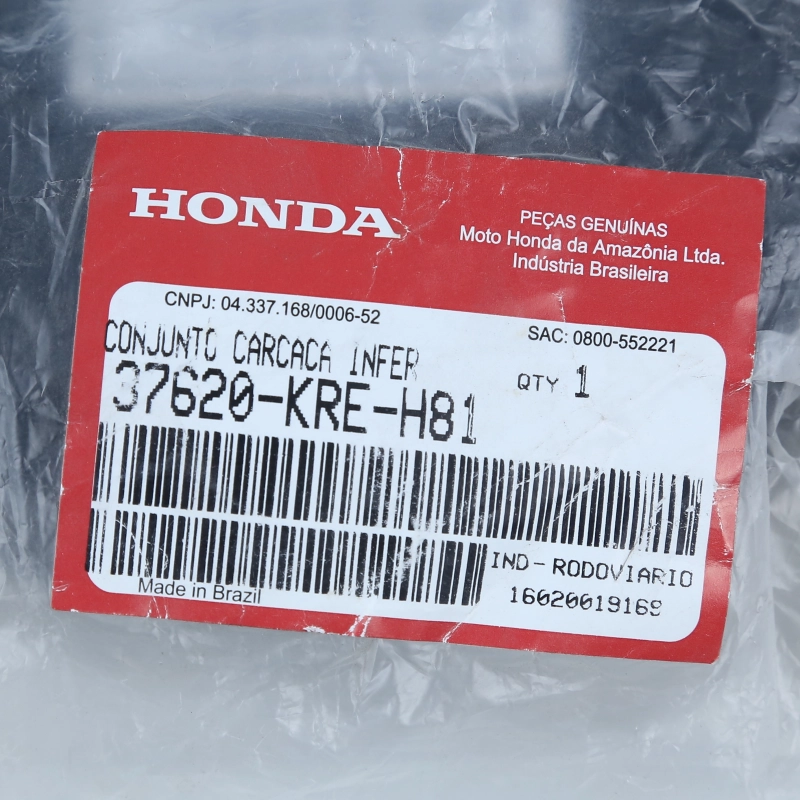 HONDA
PEÇAS GENUÍNAS
Moto Honda da Amazônia Ltda.
Indústria Brasileira
CNPJ: 04.337.168/0006-52
SAC: 0800-552221
CONJUNTO CARCACA INFER
37620-KRE-H81
QTY 1
IND-RODOVIARIO
16020019169
Made in Brazil